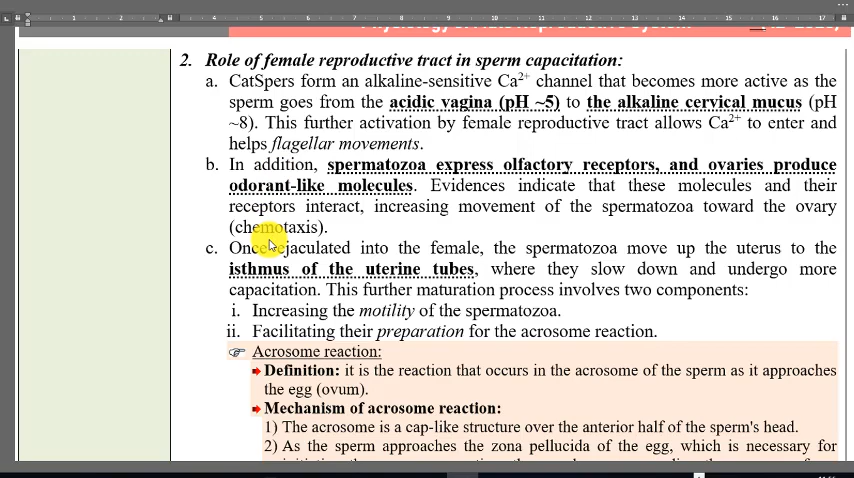 2. Role of female reproductive tract in sperm capacitation:
a. CatSpers form an alkaline-sensitive Ca2+ channel that becomes more active as the
sperm goes from the acidic vagina (pH ~5) to the alkaline cervical mucus (pH
~8). This further activation by female reproductive tract allows Ca2+ to enter and
helps flagellar movements.
b. In addition, spermatozoa express olfactory receptors, and ovaries produce
odorant-like molecules. Evidences indicate that these molecules and their
receptors interact, increasing movement of the spermatozoa toward the ovary
(chemotaxis).
c. Once ejaculated into the female, the spermatozoa move up the uterus to the
isthmus of the uterine tubes, where they slow down and undergo more
capacitation. This further maturation process involves two components:
i. Increasing the motility of the spermatozoa.
ii. Facilitating their preparation for the acrosome reaction.
Acrosome reaction:
Definition: it is the reaction that occurs in the acrosome of the sperm as it approaches
the egg (ovum).
Mechanism of acrosome reaction:
1) The acrosome is a cap-like structure over the anterior half of the sperm's head.
2) As the sperm approaches the zona pellucida of the egg, which is necessary for